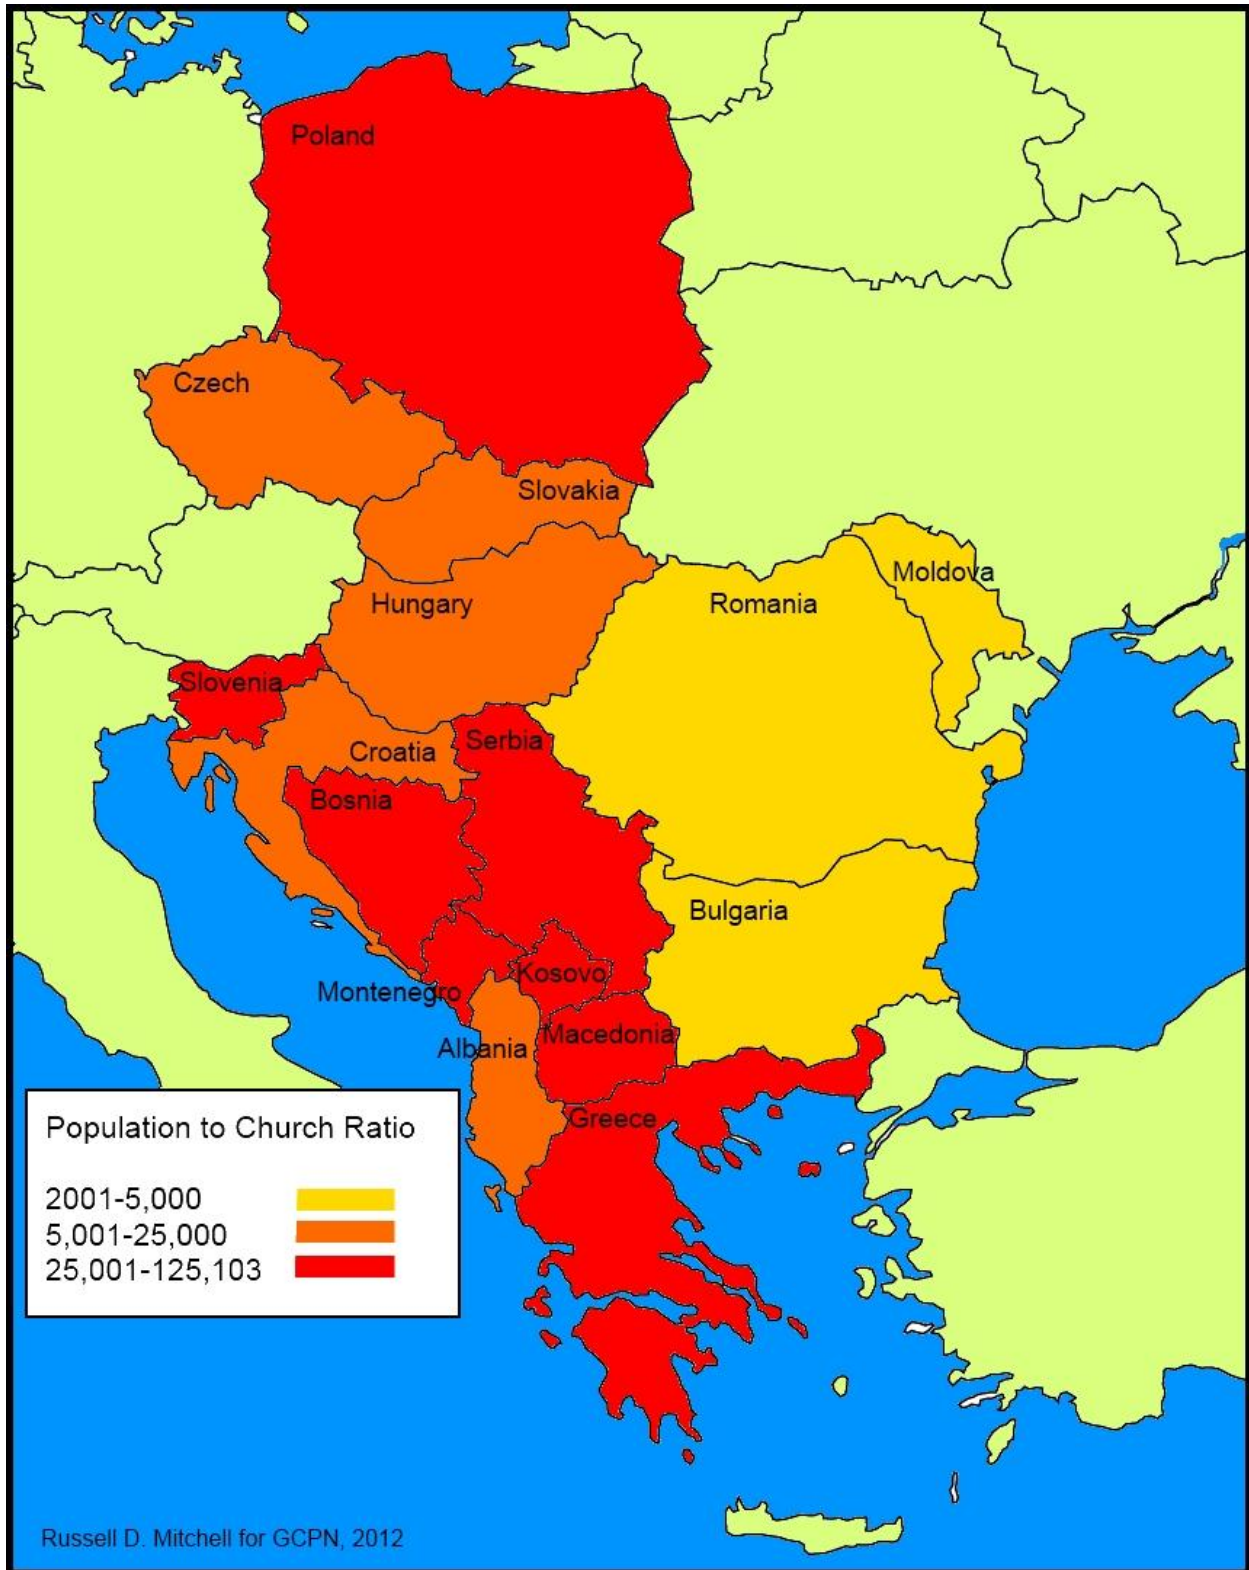 Poland
Czech
Slovakia
Moldova
Hungary
Romania
Slovenia
Serbia
Croatia
Bosnia
Bulgaria
Kosovo
Montenegro
Macedonia
Albania
Greece
Population to Church Ratio
2001-5,000
5,001-25,000
25,001-125,103
Russell D. Mitchell for GCPN, 2012